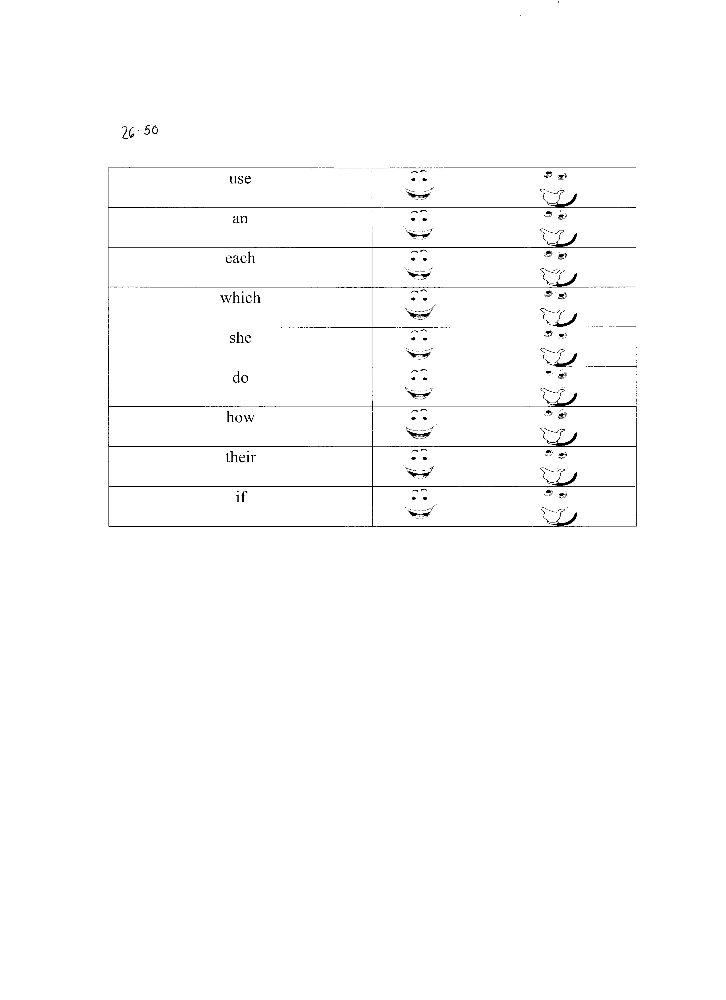 26-50
use
an
each
which
she
do
how
their
if